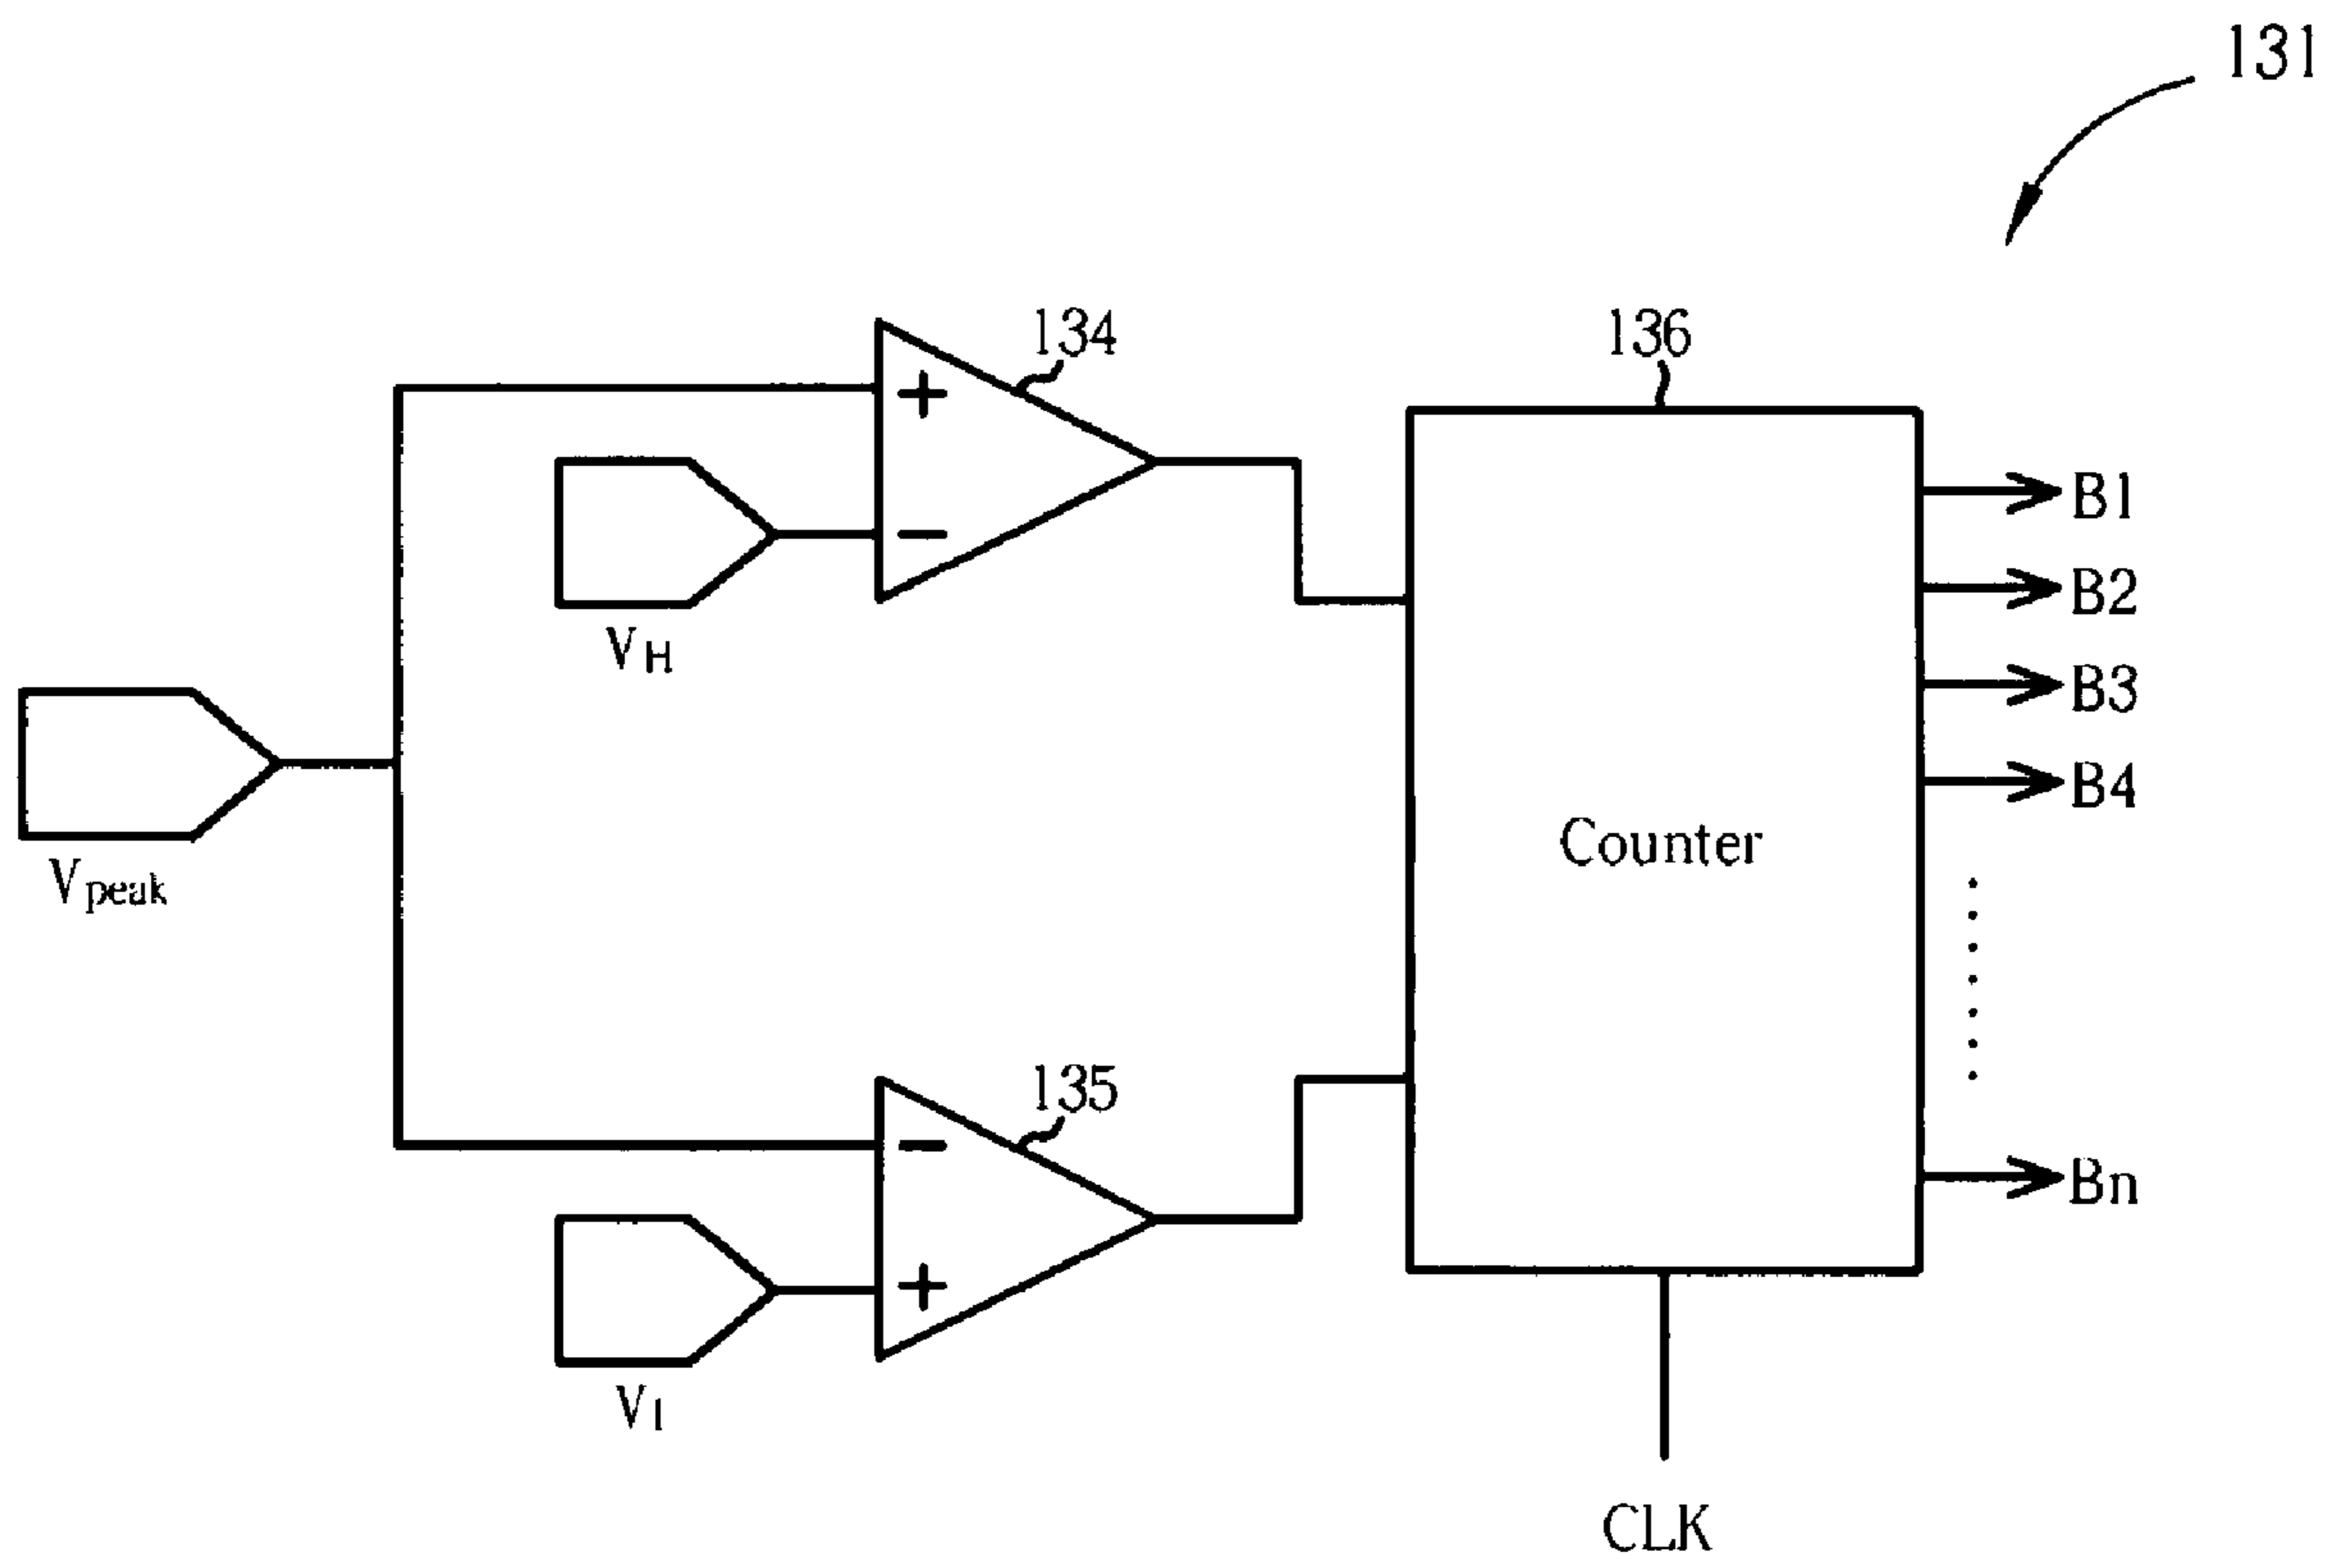 131
134
136
+
−
VH
B1
B2
B3
B4
Vpeak
Counter
135
−
+
Bn
Vl
CLK